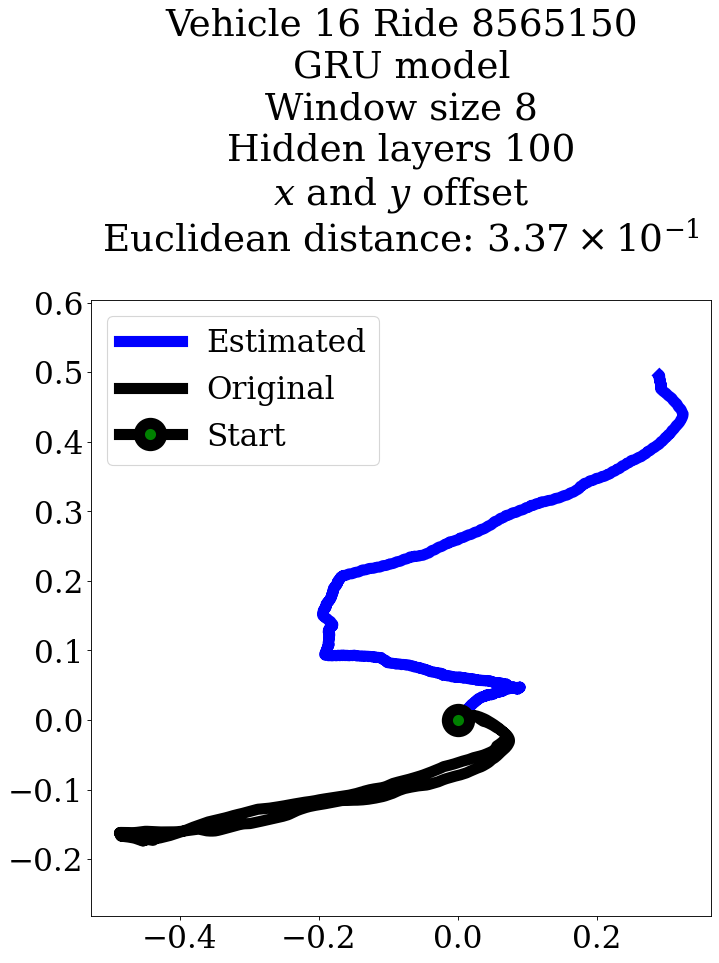 Vehicle 16 Ride 8565150
GRU model
Window size 8
Hidden layers 100
x and y offset
Euclidean distance: 3.37 × 10⁻¹
0.6
0.5
0.4
0.3
0.2
0.1
0.0
−0.1
−0.2
Estimated
Original
Start
−0.4 −0.2 0.0 0.2